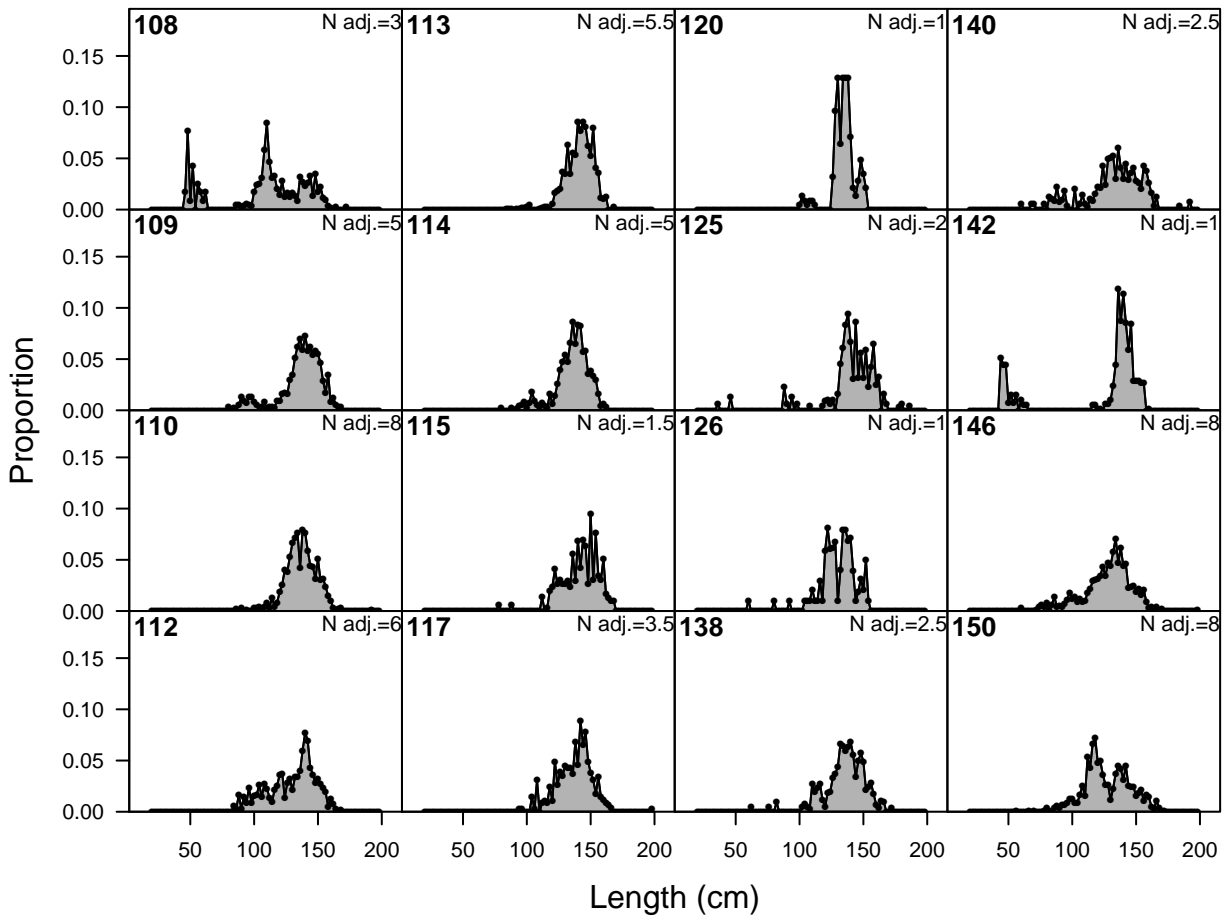 108 N adj.=3 113 N adj.=5.5 120 N adj.=1 140 N adj.=2.5
0.15
0.10
0.05
0.00
109 N adj.=5 114 N adj.=5 125 N adj.=2 142 N adj.=1
0.15
0.10
0.05
0.00
110 N adj.=8 115 N adj.=1.5 126 N adj.=1 146 N adj.=8
0.15
0.10
0.05
0.00
112 N adj.=6 117 N adj.=3.5 138 N adj.=2.5 150 N adj.=8
0.15
0.10
0.05
0.00
Proportion
50 100 150 200 50 100 150 200 50 100 150 200 50 100 150 200
Length (cm)